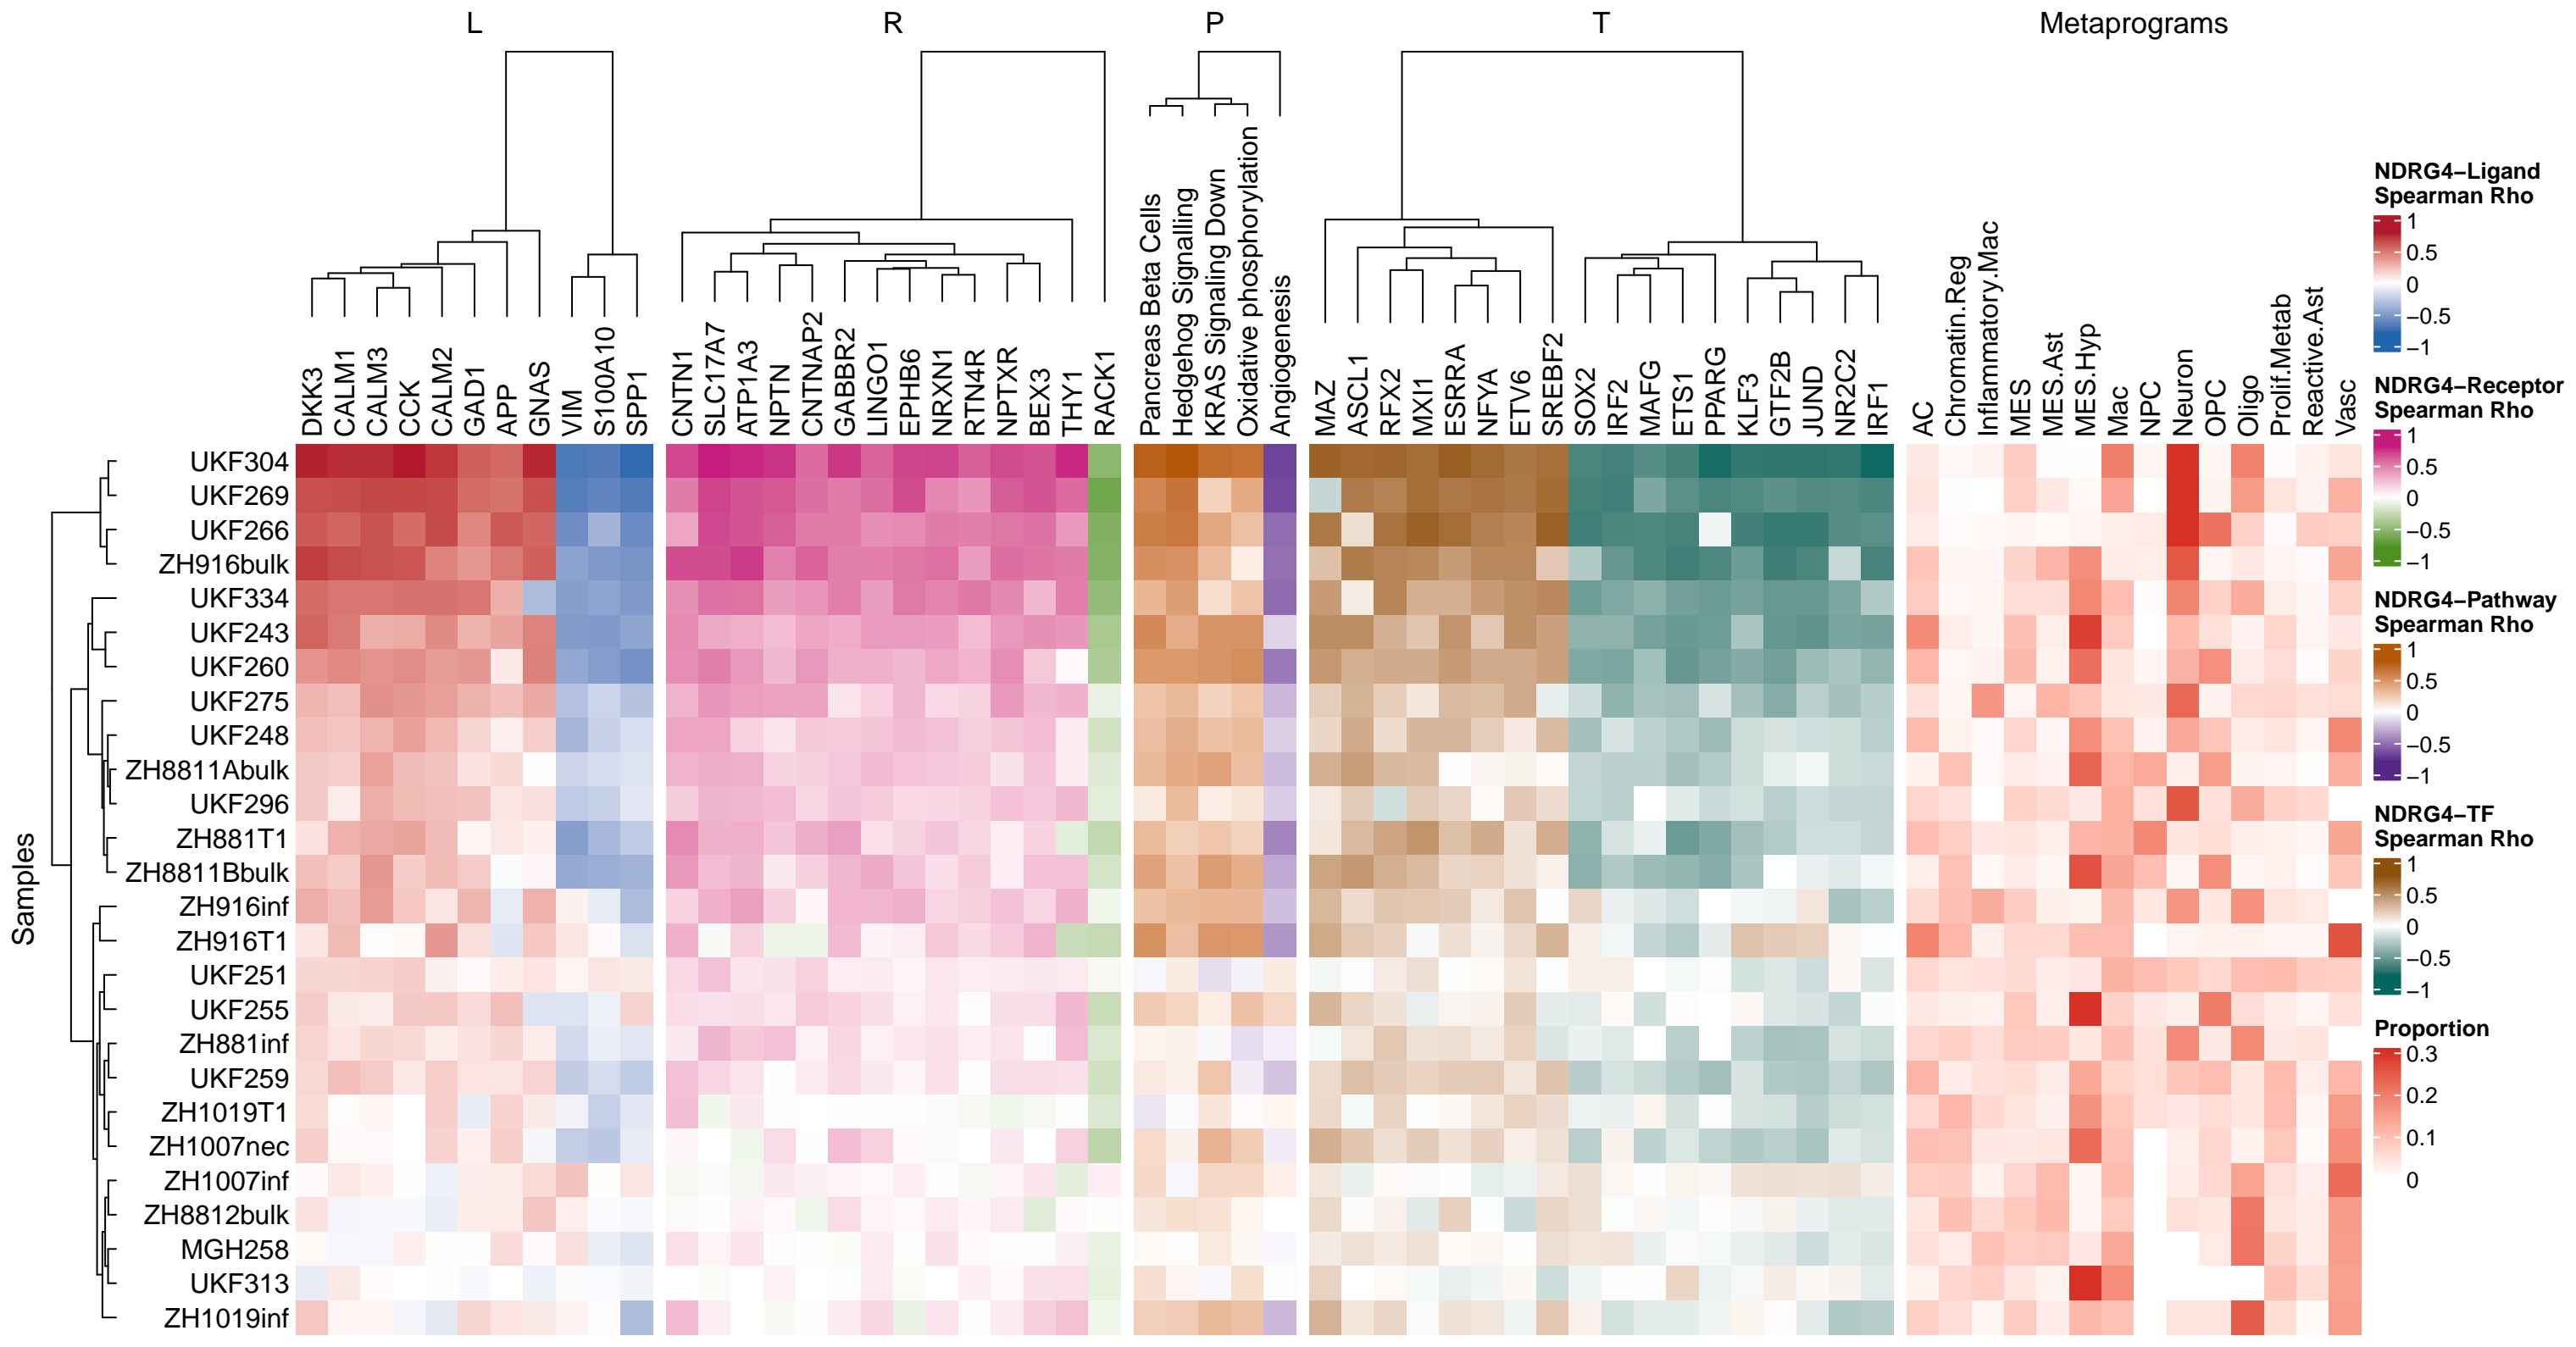 L
R
P
T
Metaprograms
DKK3
CALM1
CALM3
CCK
CALM2
GAD1
APP
GNAS
VIM
S100A10
SPP1
CNTN1
SLC17A7
ATP1A3
NPTN
CNTNAP2
GABBR2
LINGO1
EPHB6
NRXN1
RTN4R
NPTXR
BEX3
THY1
RACK1
Pancreas Beta Cells
Hedgehog Signalling
KRAS Signaling Down
Oxidative phosphorylation
Angiogenesis
MAZ
ASCL1
RFX2
MXI1
ESRRA
NFYA
ETV6
SREBF2
SOX2
IRF2
MAFG
ETS1
PPARG
KLF3
GTF2B
JUND
NR2C2
IRF1
AC
Chromatin.Reg
Inflammatory.Mac
MES
MES.Ast
MES.Hyp
Mac
NPC
Neuron
OPC
Oligo
Prolif.Metab
Reactive.Ast
Vasc
Samples
UKF304
UKF269
UKF266
ZH916bulk
UKF334
UKF243
UKF260
UKF275
UKF248
ZH8811Abulk
UKF296
ZH881T1
ZH8811Bbulk
ZH916inf
ZH916T1
UKF251
UKF255
ZH881inf
UKF259
ZH1019T1
ZH1007nec
ZH1007inf
ZH8812bulk
MGH258
UKF313
ZH1019inf
NDRG4−Ligand
Spearman Rho
1
0.5
0
−0.5
−1
NDRG4−Receptor
Spearman Rho
1
0.5
0
−0.5
−1
NDRG4−Pathway
Spearman Rho
1
0.5
0
−0.5
−1
NDRG4−TF
Spearman Rho
1
0.5
0
−0.5
−1
Proportion
0.3
0.2
0.1
0